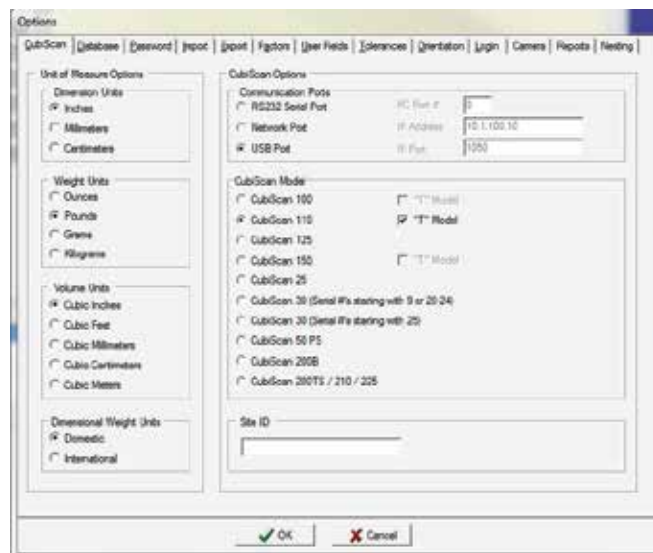 Options
CubiScan Database Password Import Export Factors User Fields Tolerances Orientation Login Camera Reports Nesting
Unit of Measure Options
Dimension Units
Inches
Millimeters
Centimeters
Weight Units
Ounces
Pounds
Grams
Kilograms
Volume Units
Cubic Inches
Cubic Feet
Cubic Millimeters
Cubic Centimeters
Cubic Meters
Dimensional Weight Units
Domestic
International
CubiScan Options
Communication Ports
RS232 Serial Port PC Port # 0
Network Port IP Address 10.1.100.10
USB Port IP Port 1050
CubiScan Model
CubiScan 100 "T" Model
CubiScan 110 "T" Model
CubiScan 125
CubiScan 150 "T" Model
CubiScan 25
CubiScan 30 (Serial #'s starting with 9 or 20-24)
CubiScan 30 (Serial #'s starting with 25)
CubiScan 50 PS
CubiScan 200B
CubiScan 200TS / 210 / 225
Site ID
OK Cancel